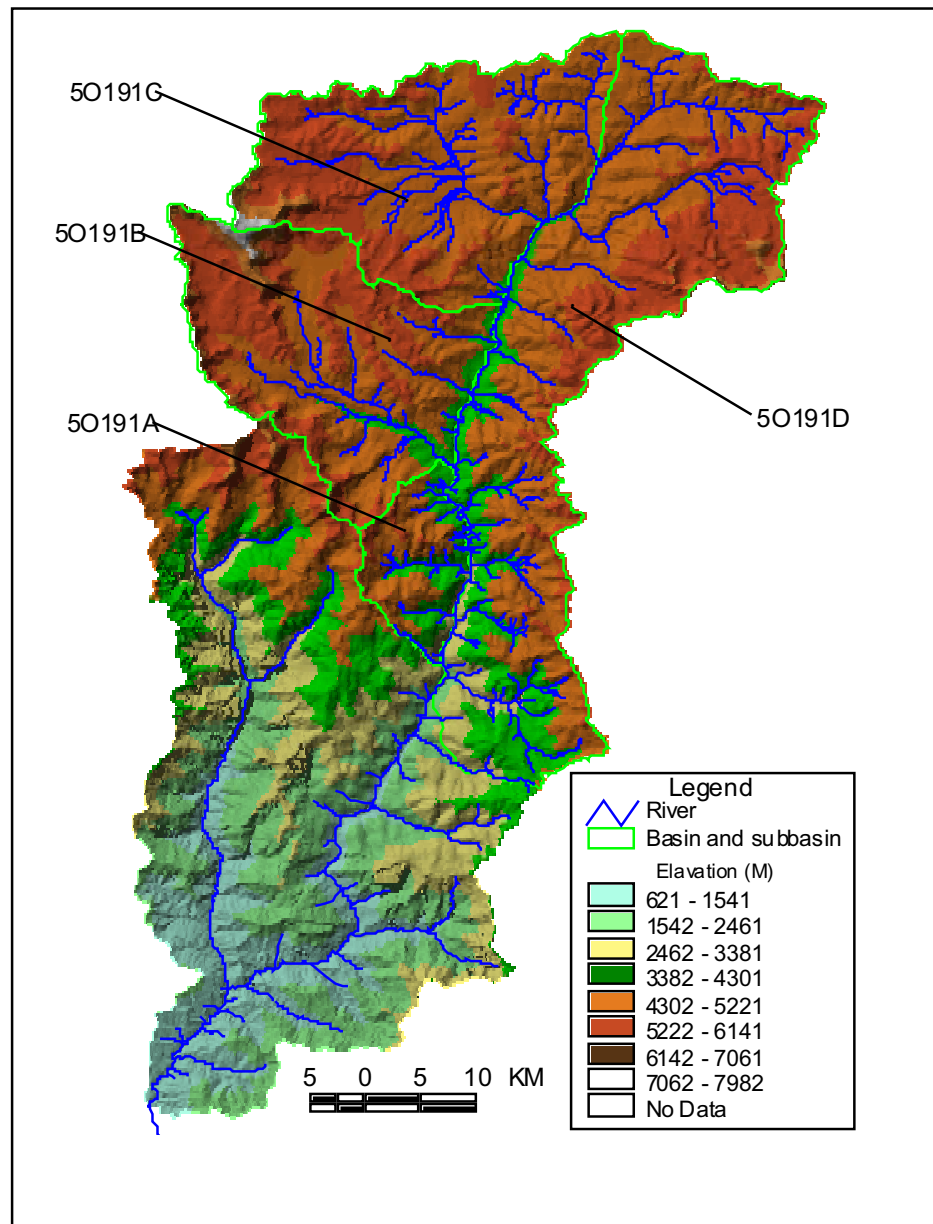 5O191C
5O191B
5O191A
5O191D
Legend
River
Basin and subbasin
Elavation (M)
621 - 1541
1542 - 2461
2462 - 3381
3382 - 4301
4302 - 5221
5222 - 6141
6142 - 7061
7062 - 7982
No Data
5 0 5 10 KM